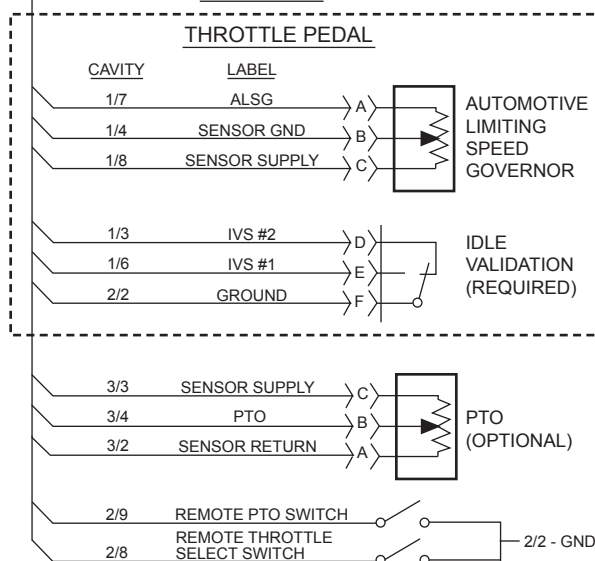 THROTTLE PEDAL
CAVITY LABEL
1/7 ALSG A
1/4 SENSOR GND B
1/8 SENSOR SUPPLY C
AUTOMOTIVE
LIMITING
SPEED
GOVERNOR
1/3 IVS #2 D
1/6 IVS #1 E
2/2 GROUND F
IDLE
VALIDATION
(REQUIRED)
3/3 SENSOR SUPPLY C
3/4 PTO B
3/2 SENSOR RETURN A
PTO
(OPTIONAL)
2/9 REMOTE PTO SWITCH
REMOTE THROTTLE
2/8 SELECT SWITCH
2/2 - GND